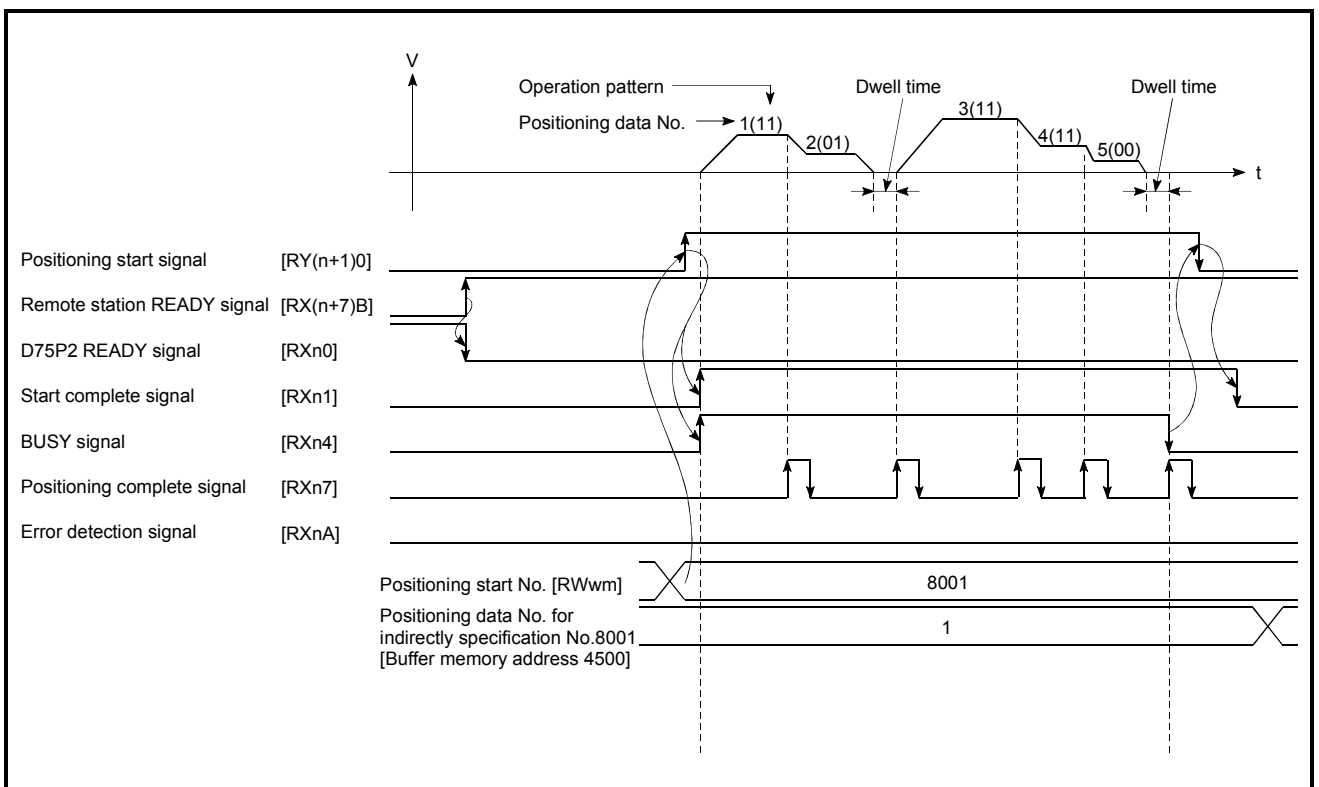 V
Operation pattern
Dwell time
Dwell time
Positioning data No.
1(11)
2(01)
3(11)
4(11)
5(00)
t
Positioning start signal [RY(n+1)0]
Remote station READY signal [RX(n+7)B]
D75P2 READY signal [RXn0]
Start complete signal [RXn1]
BUSY signal [RXn4]
Positioning complete signal [RXn7]
Error detection signal [RXnA]
Positioning start No. [RWwm]
8001
Positioning data No. for
indirectly specification No.8001
[Buffer memory address 4500]
1